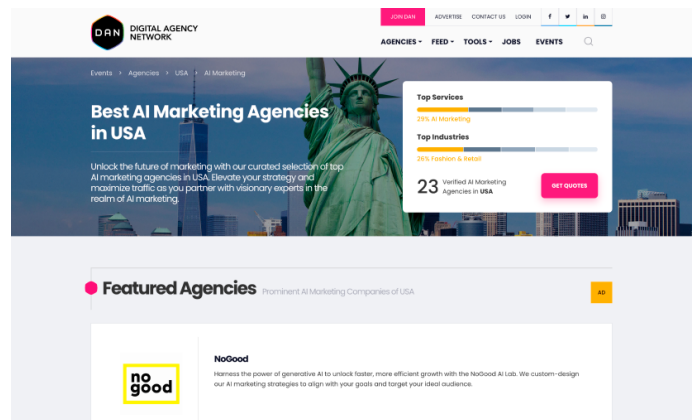 JOIN DAN
ADVERTISE
CONTACT US
LOGIN
DAN
DIGITAL AGENCY
NETWORK
AGENCIES
FEED
TOOLS
JOBS
EVENTS
Events > Agencies > USA > AI Marketing
Best AI Marketing Agencies
in USA
Unlock the future of marketing with our curated selection of top
AI marketing agencies in USA. Elevate your strategy and
maximize traffic as you partner with visionary experts in the
realm of AI marketing.
Top Services
29% AI Marketing
Top Industries
26% Fashion & Retail
23
Verified AI Marketing
Agencies in USA
GET QUOTES
Featured Agencies
Prominent AI Marketing Companies of USA
AD
no
good
NoGood
Harness the power of generative AI to unlock faster, more efficient growth with the NoGood AI Lab. We custom-design
our AI marketing strategies to align with your goals and target your ideal audience.